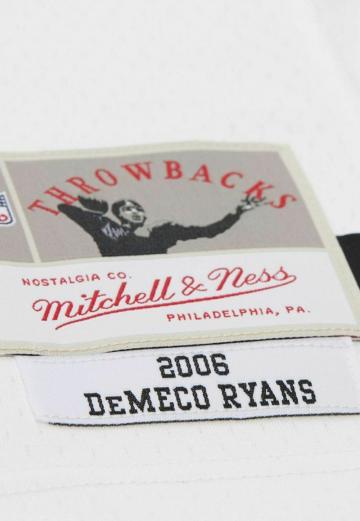 THROWBACKS
NOSTALGIA CO.
Mitchell & Ness
PHILADELPHIA, PA.
2006
DeMECO RYANS